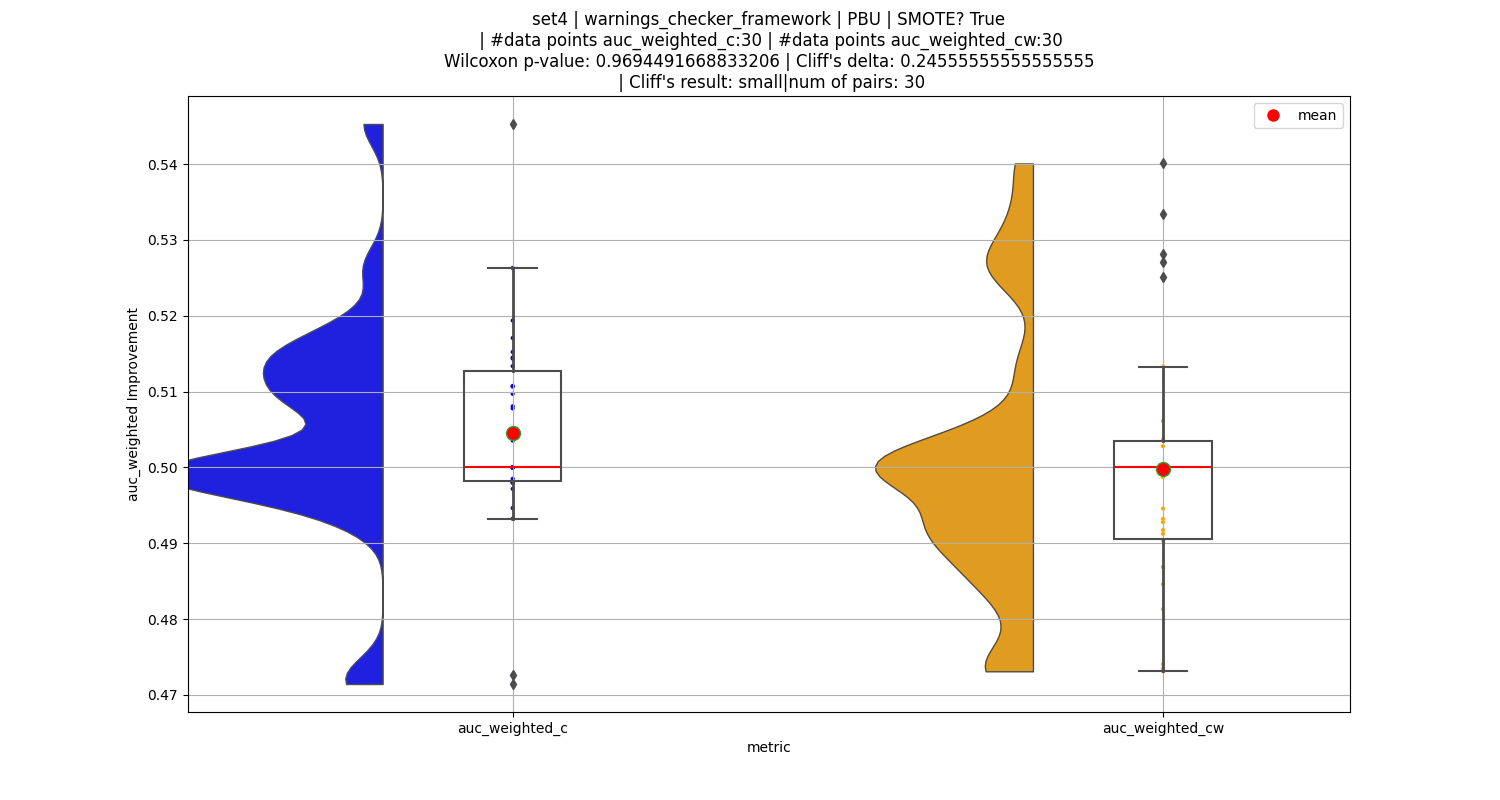 set4 | warnings_checker_framework | PBU | SMOTE? True
| #data points auc_weighted_c:30 | #data points auc_weighted_cw:30
Wilcoxon p-value: 0.9694491668833206 | Cliff's delta: 0.24555555555555555
| Cliff's result: small|num of pairs: 30
mean
0.54
0.53
0.52
0.51
0.50
0.49
0.48
0.47
auc_weighted Improvement
auc_weighted_c
auc_weighted_cw
metric